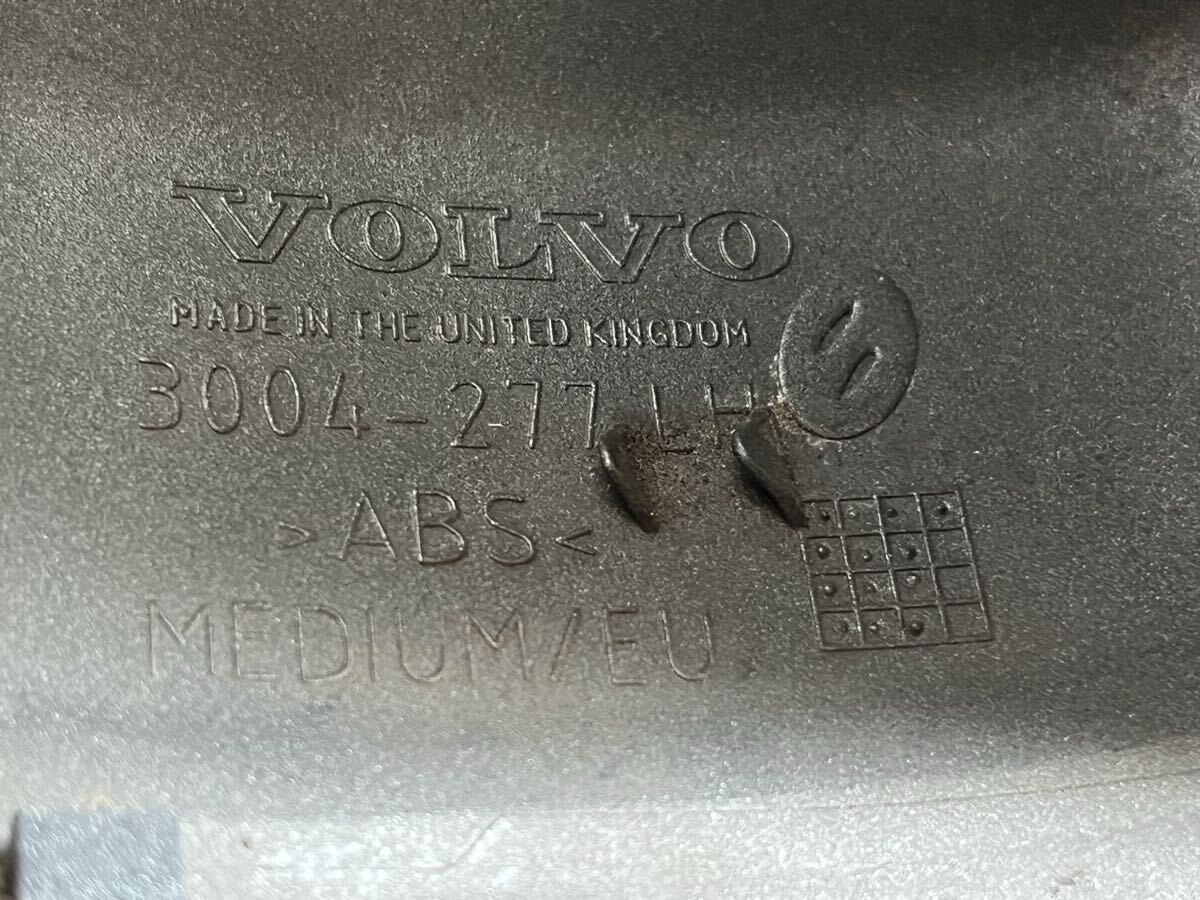 VOLVO
MADE IN THE UNITED KINGDOM
3004-277 LH
>ABS<
MEDIUM/EU